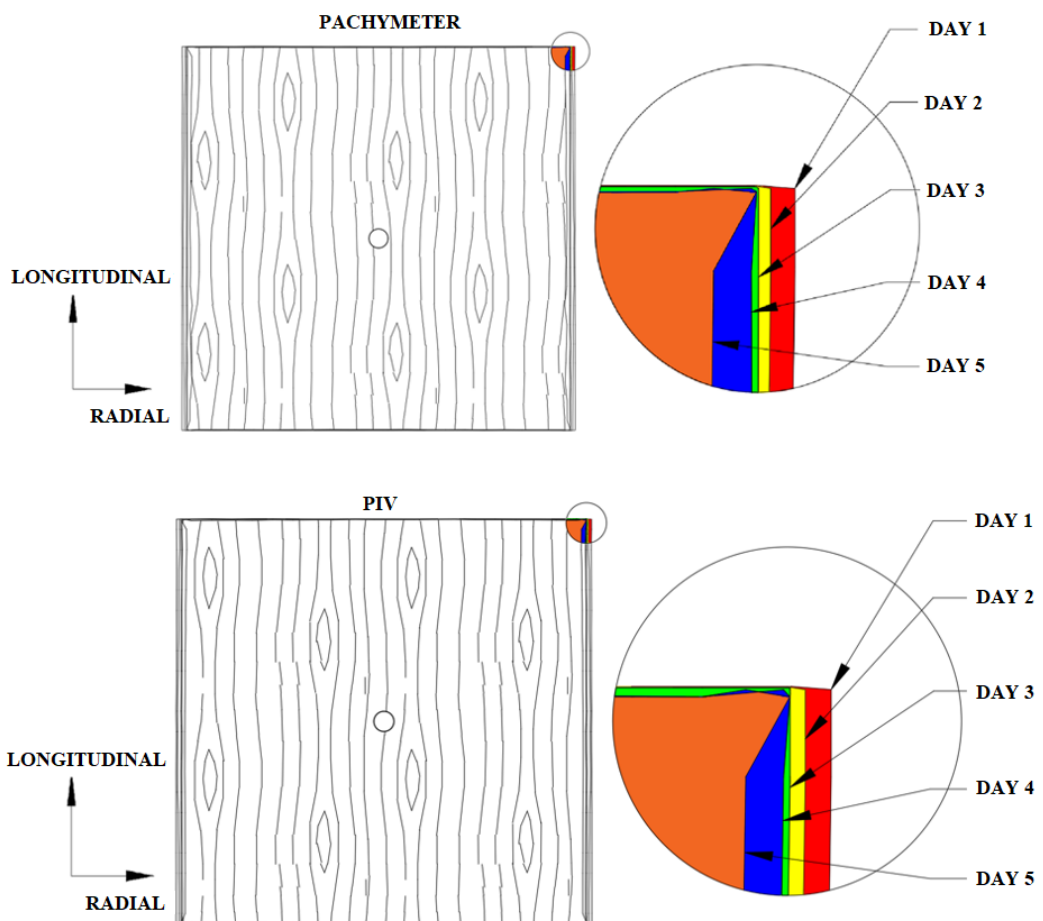 PACHYMETER
DAY 1
DAY 2
DAY 3
DAY 4
DAY 5
LONGITUDINAL
RADIAL
PIV
DAY 1
DAY 2
DAY 3
DAY 4
DAY 5
LONGITUDINAL
RADIAL